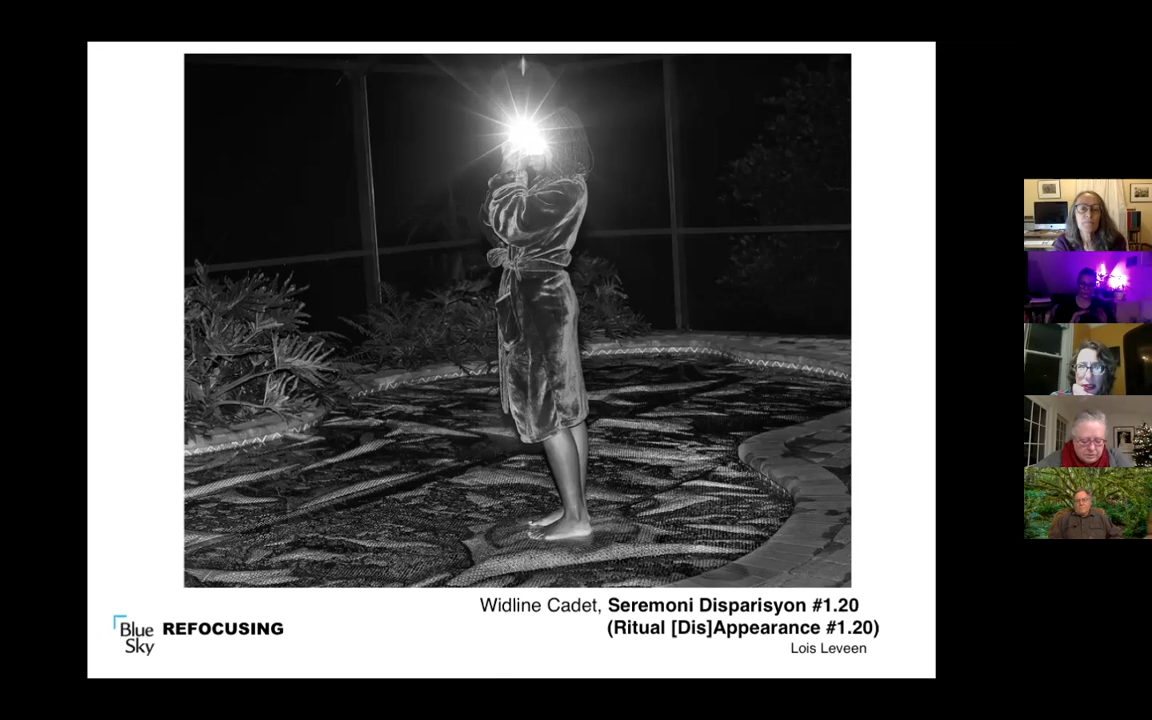 Widline Cadet, Seremoni Disparisyon #1.20
(Ritual [Dis]Appearance #1.20)
Lois Leveen
Blue
Sky
REFOCUSING